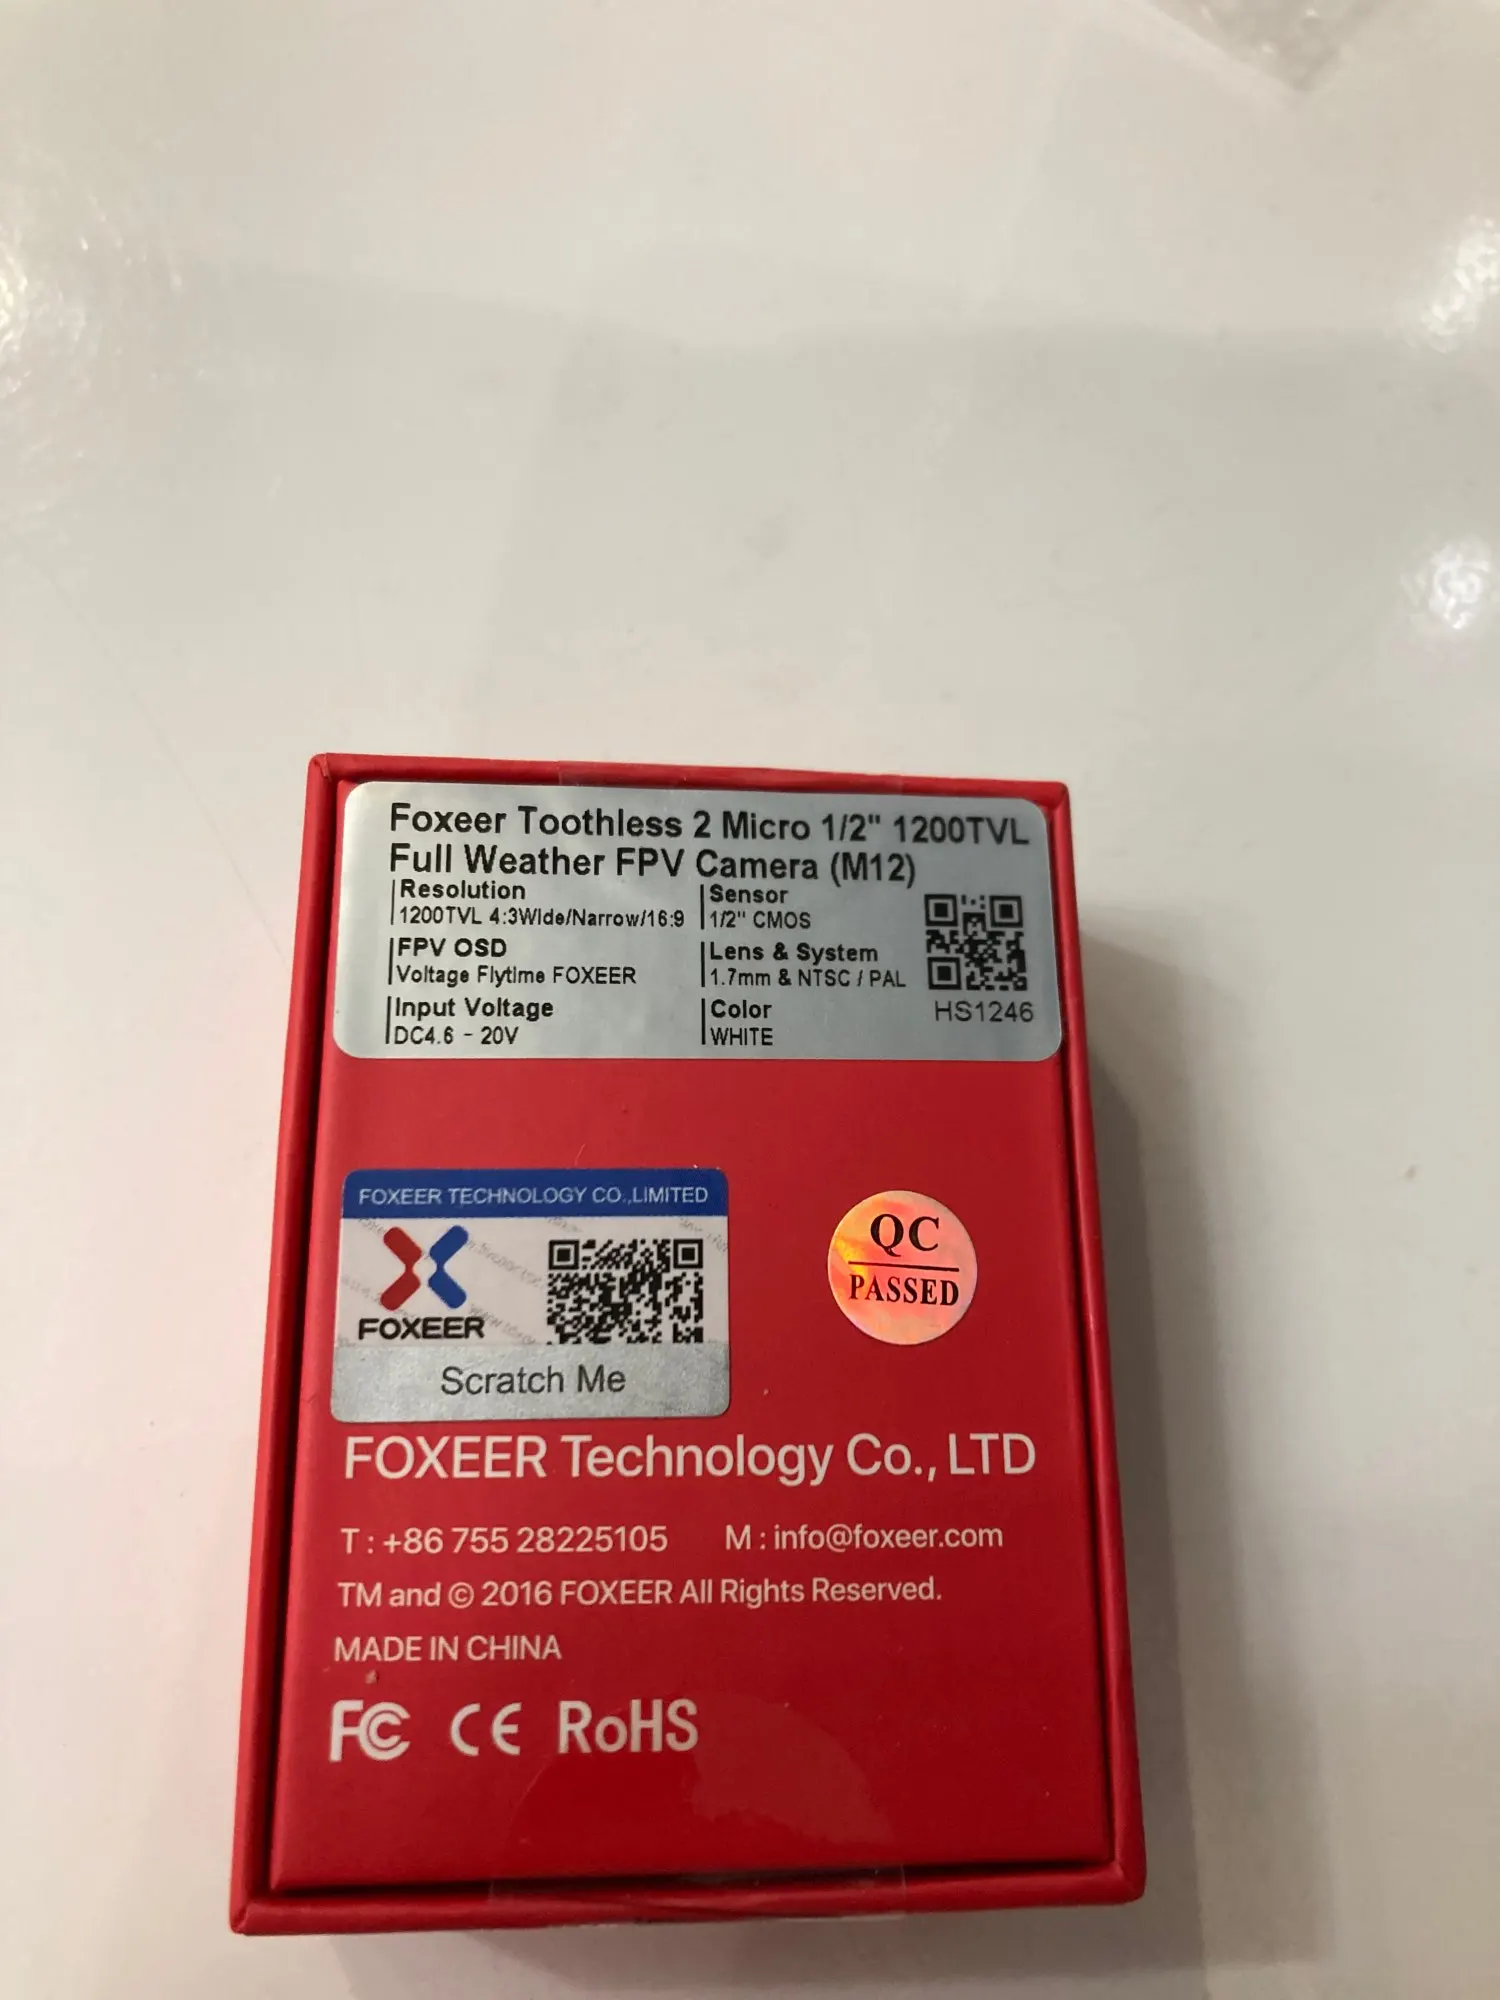 Foxeer Toothless 2 Micro 1/2" 1200TVL
Full Weather FPV Camera (M12)
Resolution
1200TVL 4:3Wide/Narrow/16:9
Sensor
1/2" CMOS
FPV OSD
Voltage Flytime FOXEER
Lens & System
1.7mm & NTSC / PAL
Input Voltage
DC4.6 - 20V
Color
WHITE
HS1246
FOXEER TECHNOLOGY CO.,LIMITED
FOXEER
Scratch Me
QC
PASSED
FOXEER Technology Co., LTD
T : +86 755 28225105 M : info@foxeer.com
TM and © 2016 FOXEER All Rights Reserved.
MADE IN CHINA
FC CE RoHS